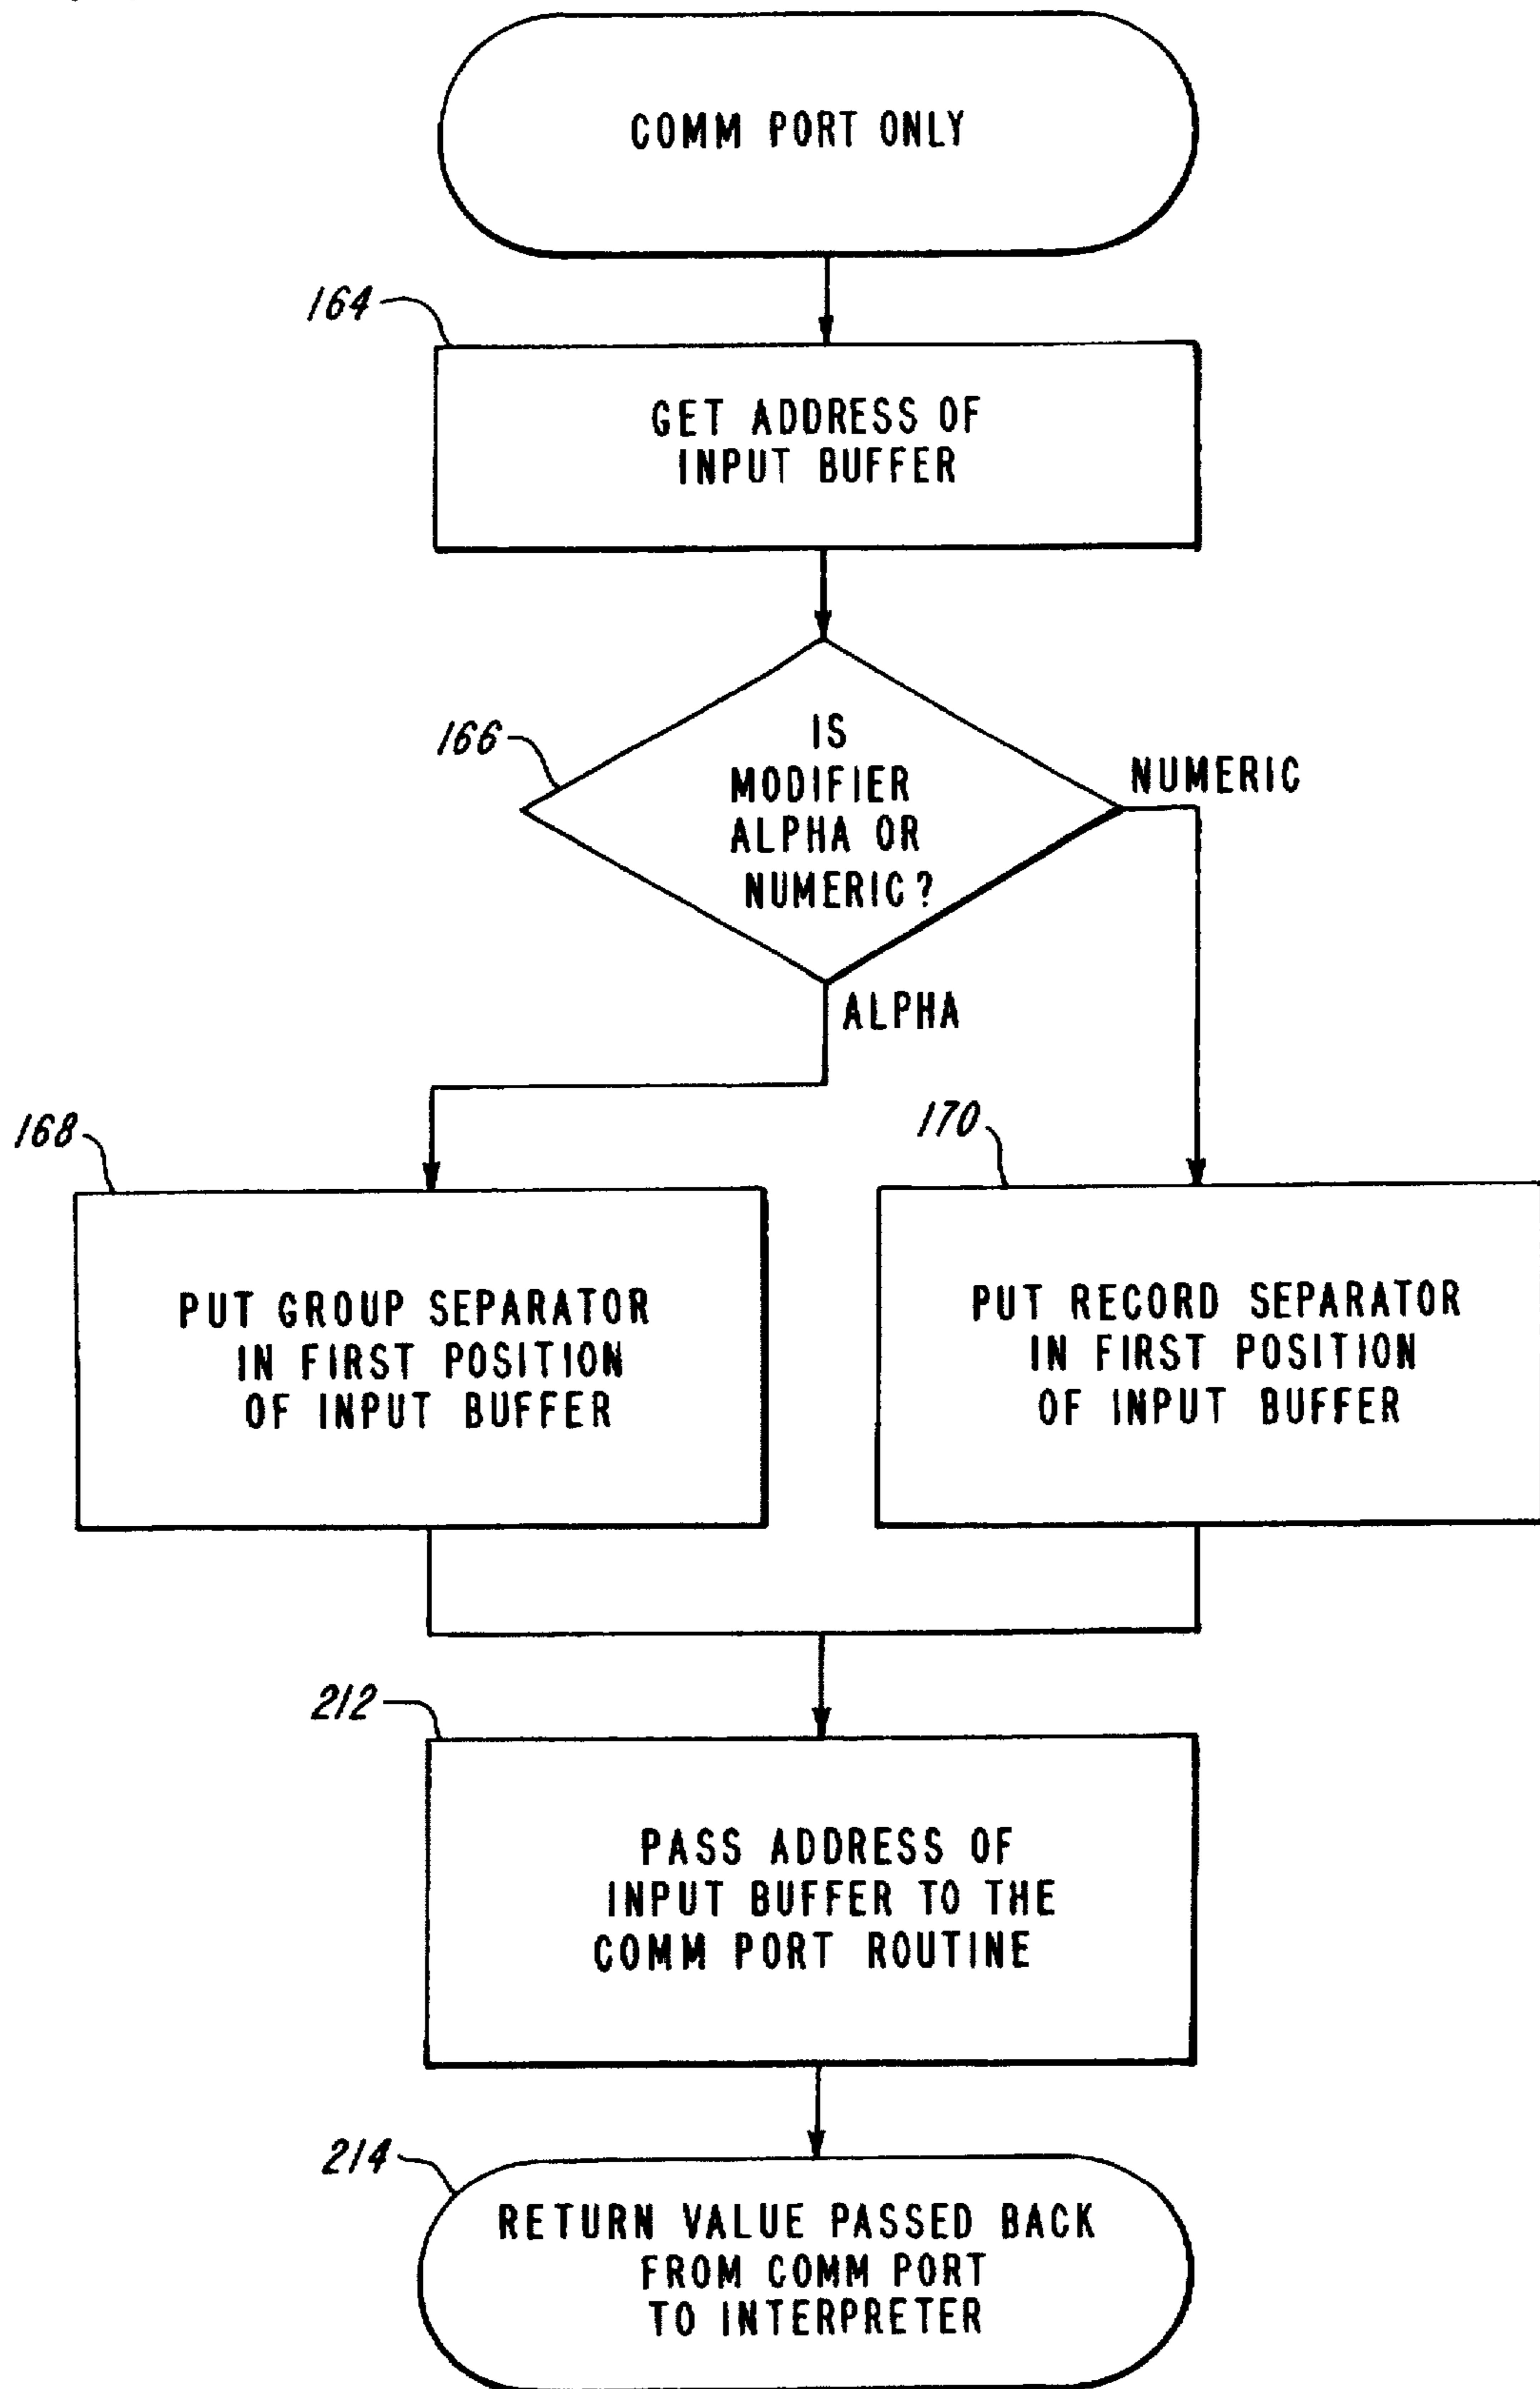 COMM PORT ONLY
164
GET ADDRESS OF
INPUT BUFFER
166
IS
MODIFIER
ALPHA OR
NUMERIC?
NUMERIC
ALPHA
168
PUT GROUP SEPARATOR
IN FIRST POSITION
OF INPUT BUFFER
170
PUT RECORD SEPARATOR
IN FIRST POSITION
OF INPUT BUFFER
212
PASS ADDRESS OF
INPUT BUFFER TO THE
COMM PORT ROUTINE
214
RETURN VALUE PASSED BACK
FROM COMM PORT
TO INTERPRETER